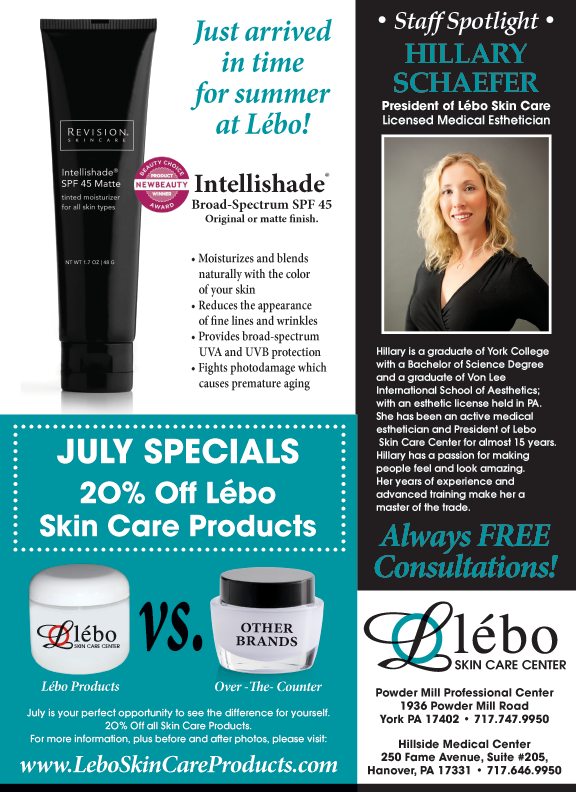 Just arrived
in time
for summer
at Lébo!
REVISION®
SKINCARE
Intellishade®
SPF 45 Matte
tinted moisturizer
for all skin types
NT WT 1.7 OZ | 48 G
BEAUTY CHOICE
PRODUCT
NEWBEAUTY
WINNER
AWARD
Intellishade®
Broad-Spectrum SPF 45
Original or matte finish.
• Moisturizes and blends
naturally with the color
of your skin
• Reduces the appearance
of fine lines and wrinkles
• Provides broad-spectrum
UVA and UVB protection
• Fights photodamage which
causes premature aging
JULY SPECIALS
20% Off Lébo
Skin Care Products
lébo
SKIN CARE CENTER
vs.
OTHER
BRANDS
Lébo Products
Over -The- Counter
July is your perfect opportunity to see the difference for yourself.
20% Off all Skin Care Products.
For more information, plus before and after photos, please visit:
www.LeboSkinCareProducts.com
• Staff Spotlight •
HILLARY
SCHAEFER
President of Lébo Skin Care
Licensed Medical Esthetician
Hillary is a graduate of York College
with a Bachelor of Science Degree
and a graduate of Von Lee
International School of Aesthetics;
with an esthetic license held in PA.
She has been an active medical
esthetician and President of Lebo
Skin Care Center for almost 15 years.
Hillary has a passion for making
people feel and look amazing.
Her years of experience and
advanced training make her a
master of the trade.
Always FREE
Consultations!
lébo
SKIN CARE CENTER
Powder Mill Professional Center
1936 Powder Mill Road
York PA 17402 • 717.747.9950
Hillside Medical Center
250 Fame Avenue, Suite #205,
Hanover, PA 17331 • 717.646.9950